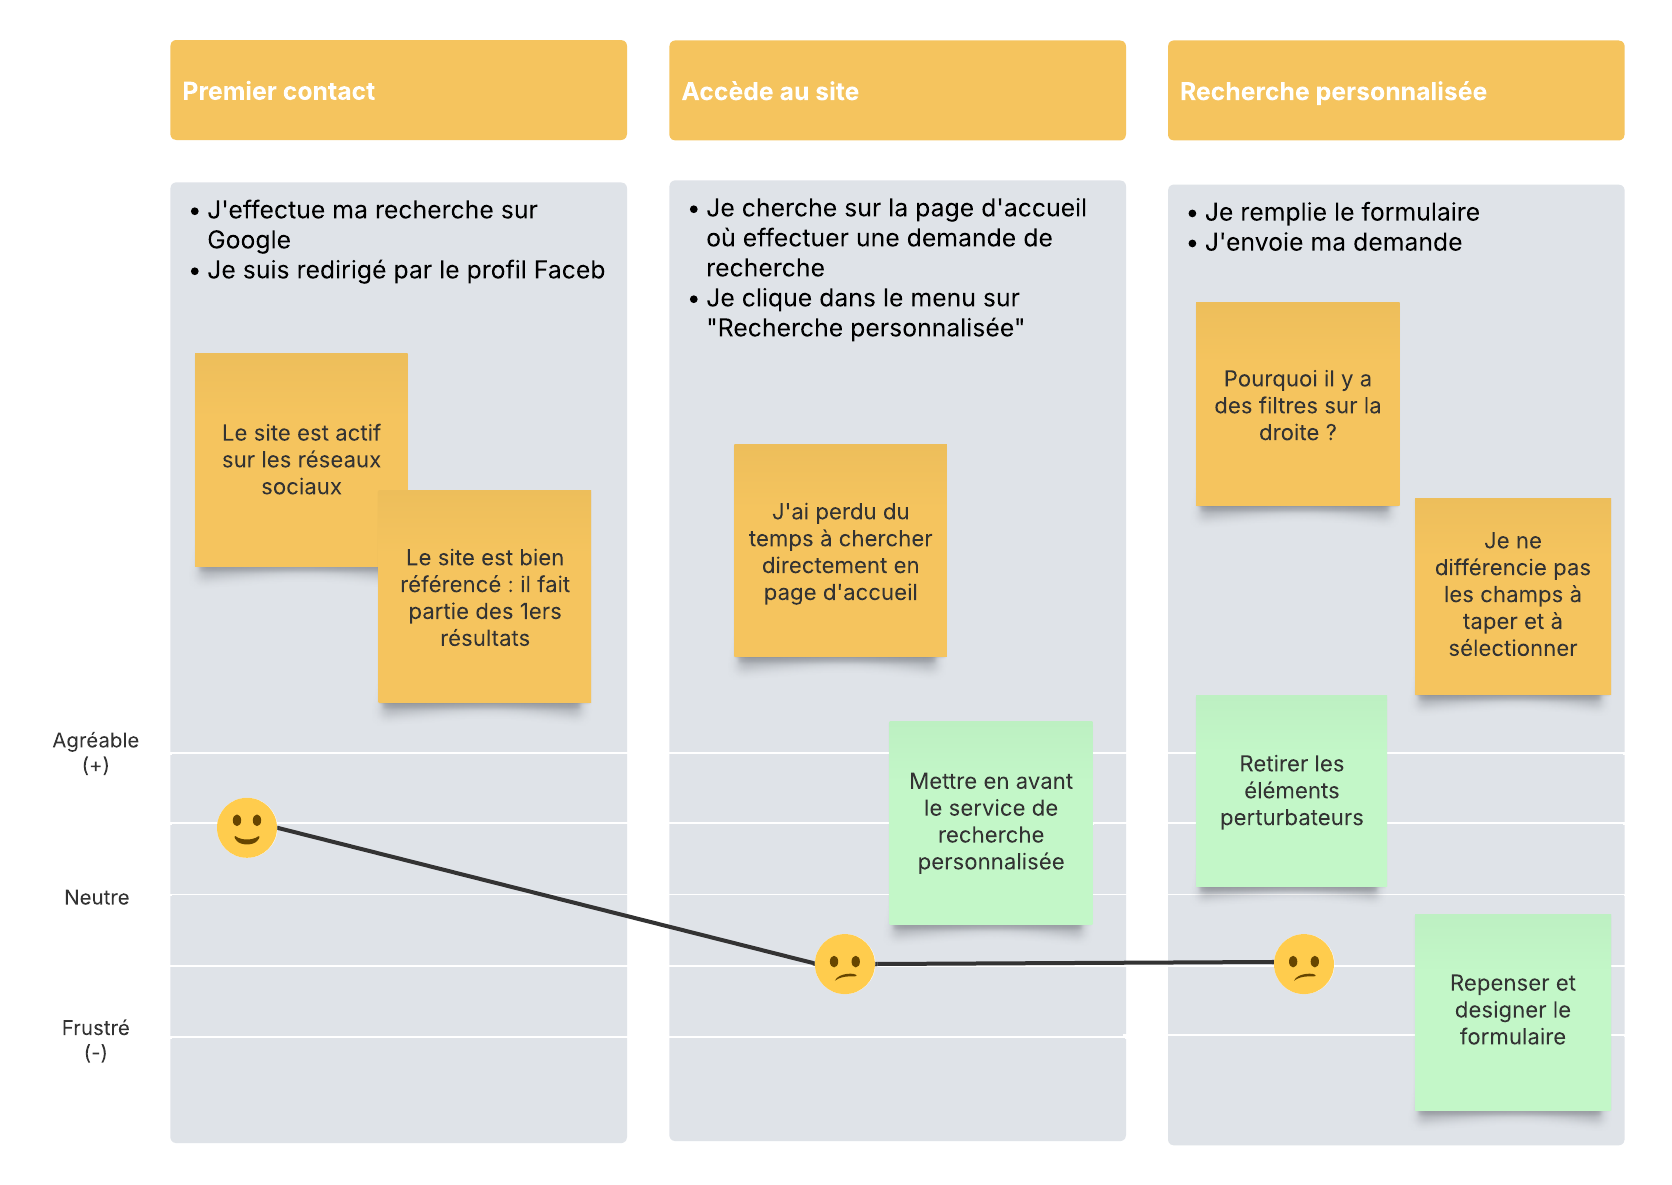 Premier contact
Accède au site
Recherche personnalisée
• J'effectue ma recherche sur
Google
• Je suis redirigé par le profil Faceb
• Je cherche sur la page d'accueil
où effectuer une demande de
recherche
• Je clique dans le menu sur
"Recherche personnalisée"
• Je remplie le formulaire
• J'envoie ma demande
Le site est actif
sur les réseaux
sociaux
Le site est bien
référencé : il fait
partie des 1ers
résultats
J'ai perdu du
temps à chercher
directement en
page d'accueil
Pourquoi il y a
des filtres sur la
droite ?
Je ne
différencie pas
les champs à
taper et à
sélectionner
Mettre en avant
le service de
recherche
personnalisée
Retirer les
éléments
perturbateurs
Repenser et
designer le
formulaire
Agréable
(+)
Neutre
Frustré
(-)